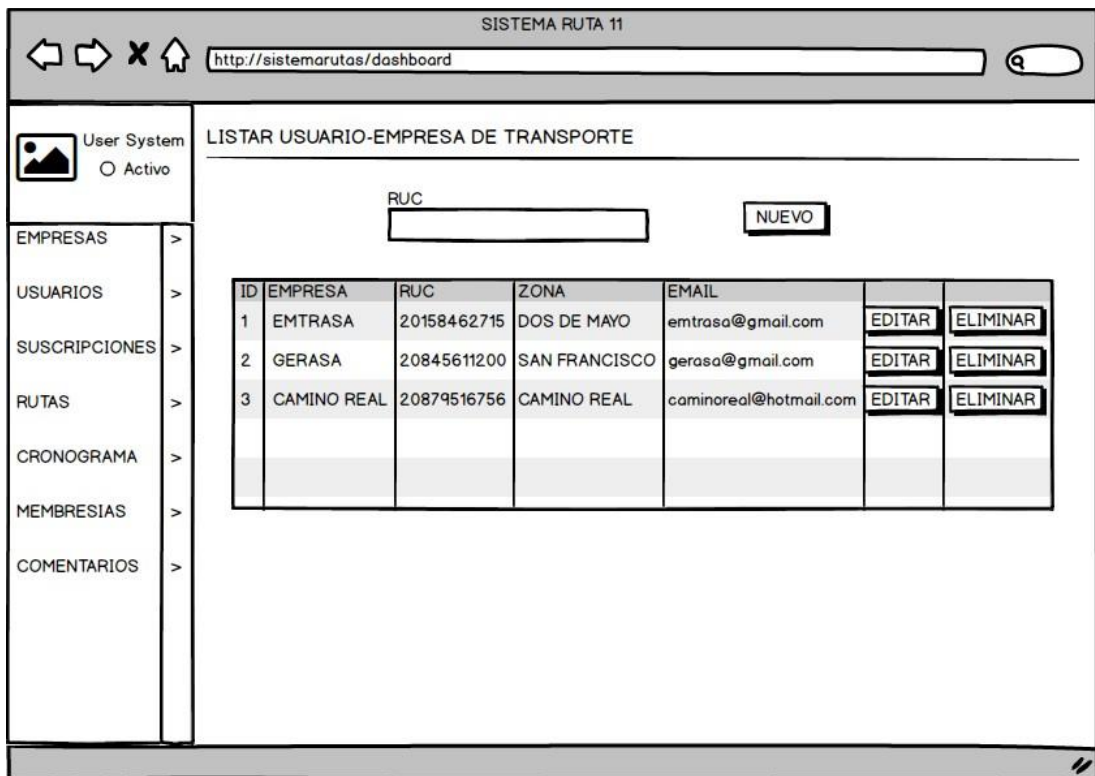 SISTEMA RUTA 11
http://sistemarutas/dashboard
User System
Activo
EMPRESAS >
USUARIOS >
SUSCRIPCIONES >
RUTAS >
CRONOGRAMA >
MEMBRESIAS >
COMENTARIOS >
LISTAR USUARIO-EMPRESA DE TRANSPORTE
RUC
NUEVO
ID EMPRESA RUC ZONA EMAIL
1 EMTRASA 20158462715 DOS DE MAYO emtrasa@gmail.com EDITAR ELIMINAR
2 GERASA 20845611200 SAN FRANCISCO gerasa@gmail.com EDITAR ELIMINAR
3 CAMINO REAL 20879516756 CAMINO REAL caminoreal@hotmail.com EDITAR ELIMINAR